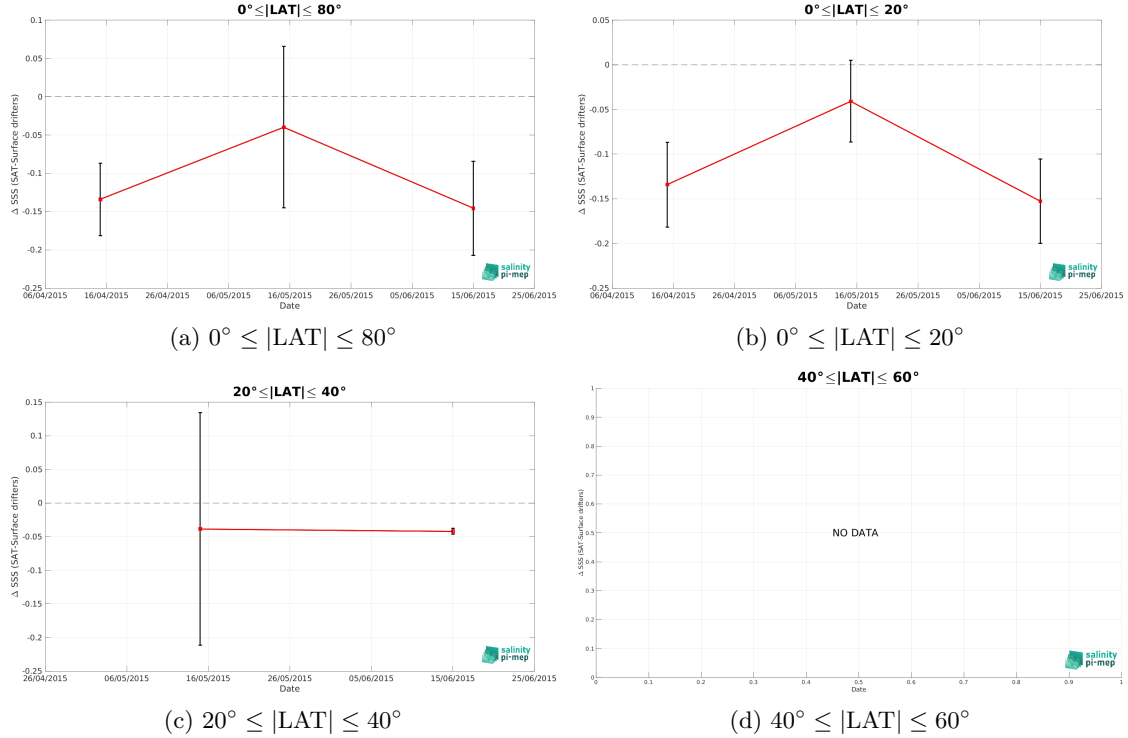 0°≤|LAT|≤ 80°
0.1
0.05
0
-0.05
-0.1
-0.15
-0.2
-0.25
Δ SSS (SAT-Surface drifters)
06/04/2015 16/04/2015 26/04/2015 06/05/2015 16/05/2015 26/05/2015 05/06/2015 15/06/2015 25/06/2015
Date
salinity
pi-mep
(a) 0° ≤ |LAT| ≤ 80°
0°≤|LAT|≤ 20°
0.05
0
-0.05
-0.1
-0.15
-0.2
-0.25
Δ SSS (SAT-Surface drifters)
06/04/2015 16/04/2015 26/04/2015 06/05/2015 16/05/2015 26/05/2015 05/06/2015 15/06/2015 25/06/2015
Date
salinity
pi-mep
(b) 0° ≤ |LAT| ≤ 20°
20°≤|LAT|≤ 40°
0.15
0.1
0.05
0
-0.05
-0.1
-0.15
-0.2
-0.25
Δ SSS (SAT-Surface drifters)
26/04/2015 06/05/2015 16/05/2015 26/05/2015 05/06/2015 15/06/2015 25/06/2015
Date
salinity
pi-mep
(c) 20° ≤ |LAT| ≤ 40°
40°≤|LAT|≤ 60°
1
0.9
0.8
0.7
0.6
0.5
0.4
0.3
0.2
0.1
0
Δ SSS (SAT-Surface drifters)
NO DATA
0 0.1 0.2 0.3 0.4 0.5 0.6 0.7 0.8 0.9 1
Date
salinity
pi-mep
(d) 40° ≤ |LAT| ≤ 60°